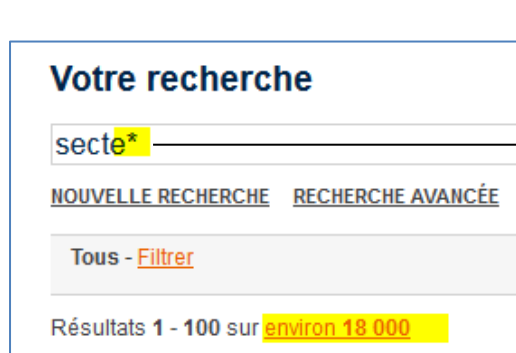 Votre recherche
secte*
NOUVELLE RECHERCHE RECHERCHE AVANCÉE
Tous - Filtrer
Résultats 1 - 100 sur environ 18 000